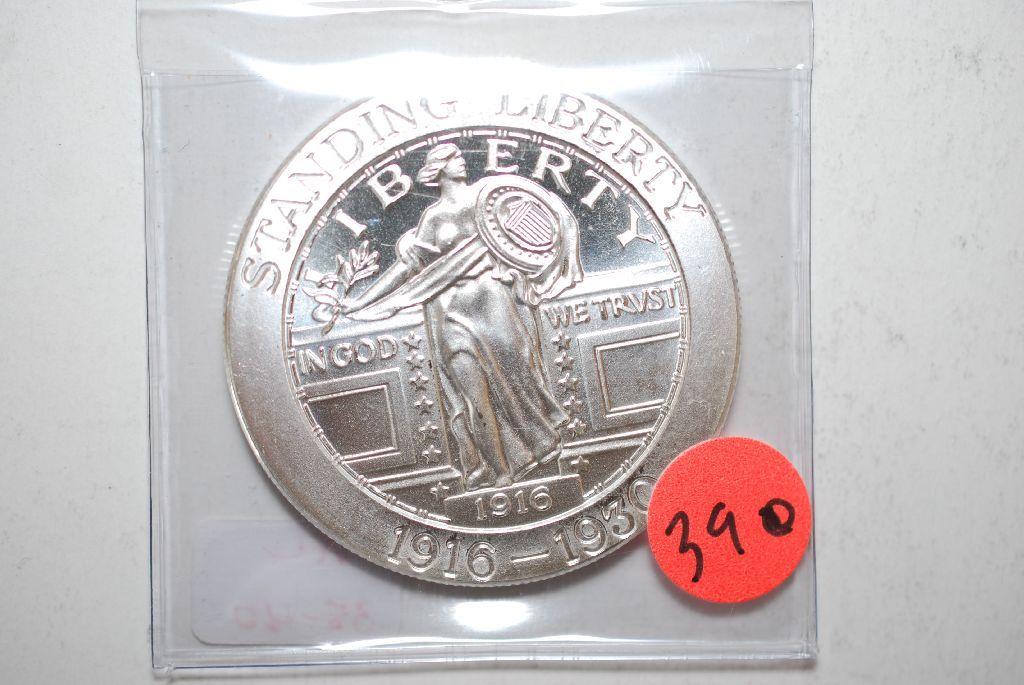 STANDING LIBERTY
LIBERTY
IN GOD WE TRVST
1916
1916 – 1930
390